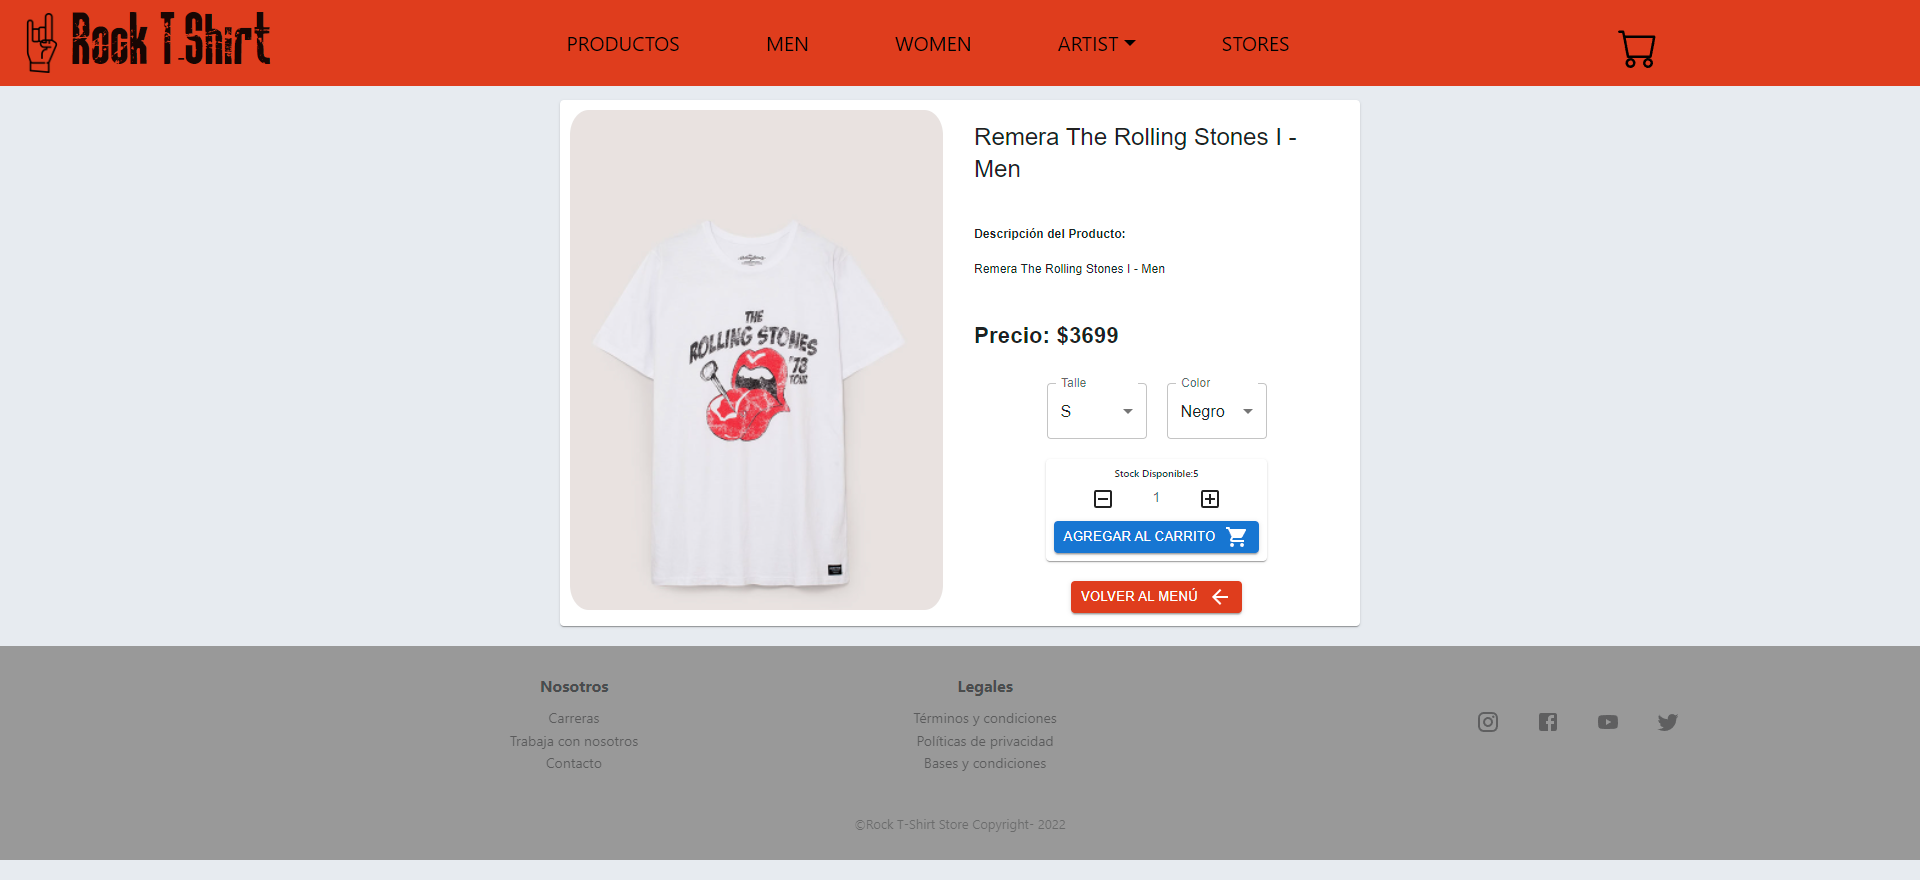 Rock T-Shirt
PRODUCTOS
MEN
WOMEN
ARTIST
STORES
Remera The Rolling Stones I -
Men
Descripción del Producto:
Remera The Rolling Stones I - Men
Precio: $3699
THE
ROLLING STONES
'78
TOUR
Talle
Color
S
Negro
Stock Disponible:5
1
AGREGAR AL CARRITO
VOLVER AL MENÚ
Nosotros
Carreras
Trabaja con nosotros
Contacto
Legales
Términos y condiciones
Políticas de privacidad
Bases y condiciones
©Rock T-Shirt Store Copyright- 2022